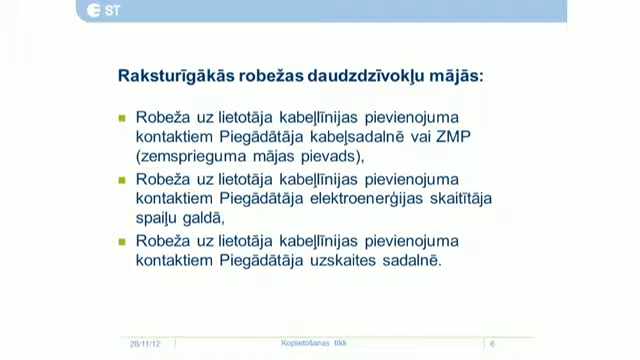 ST
Raksturīgākās robežas daudzdzīvokļu mājās:
Robeža uz lietotāja kabeļlīnijas pievienojuma
kontaktiem Piegādātāja kabeļsadalnē vai ZMP
(zemsprieguma mājas pievads),
Robeža uz lietotāja kabeļlīnijas pievienojuma
kontaktiem Piegādātāja elektroenerģijas skaitītāja
spaiļu galdā,
Robeža uz lietotāja kabeļlīnijas pievienojuma
kontaktiem Piegādātāja uzskaites sadalnē.
28/11/12 Koplietošanas tīkli 6